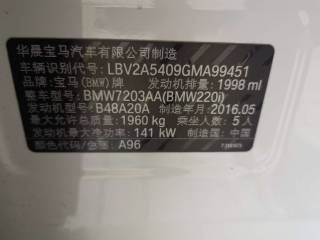 华晨宝马汽车有限公司制造
车辆识别代号: LBV2A5409GMA99451
品牌: 宝马(BMW)牌 发动机排量: 1998 ml
型号: BMW7203AA(BMW220i)
发动机型号: B48A20A 制造年月: 2016.05
最大允许总质量: 1960 kg 乘坐人数: 5 人
发动机最大净功率: 141 kW 制造国: 中国
颜色代码/色漆: A96